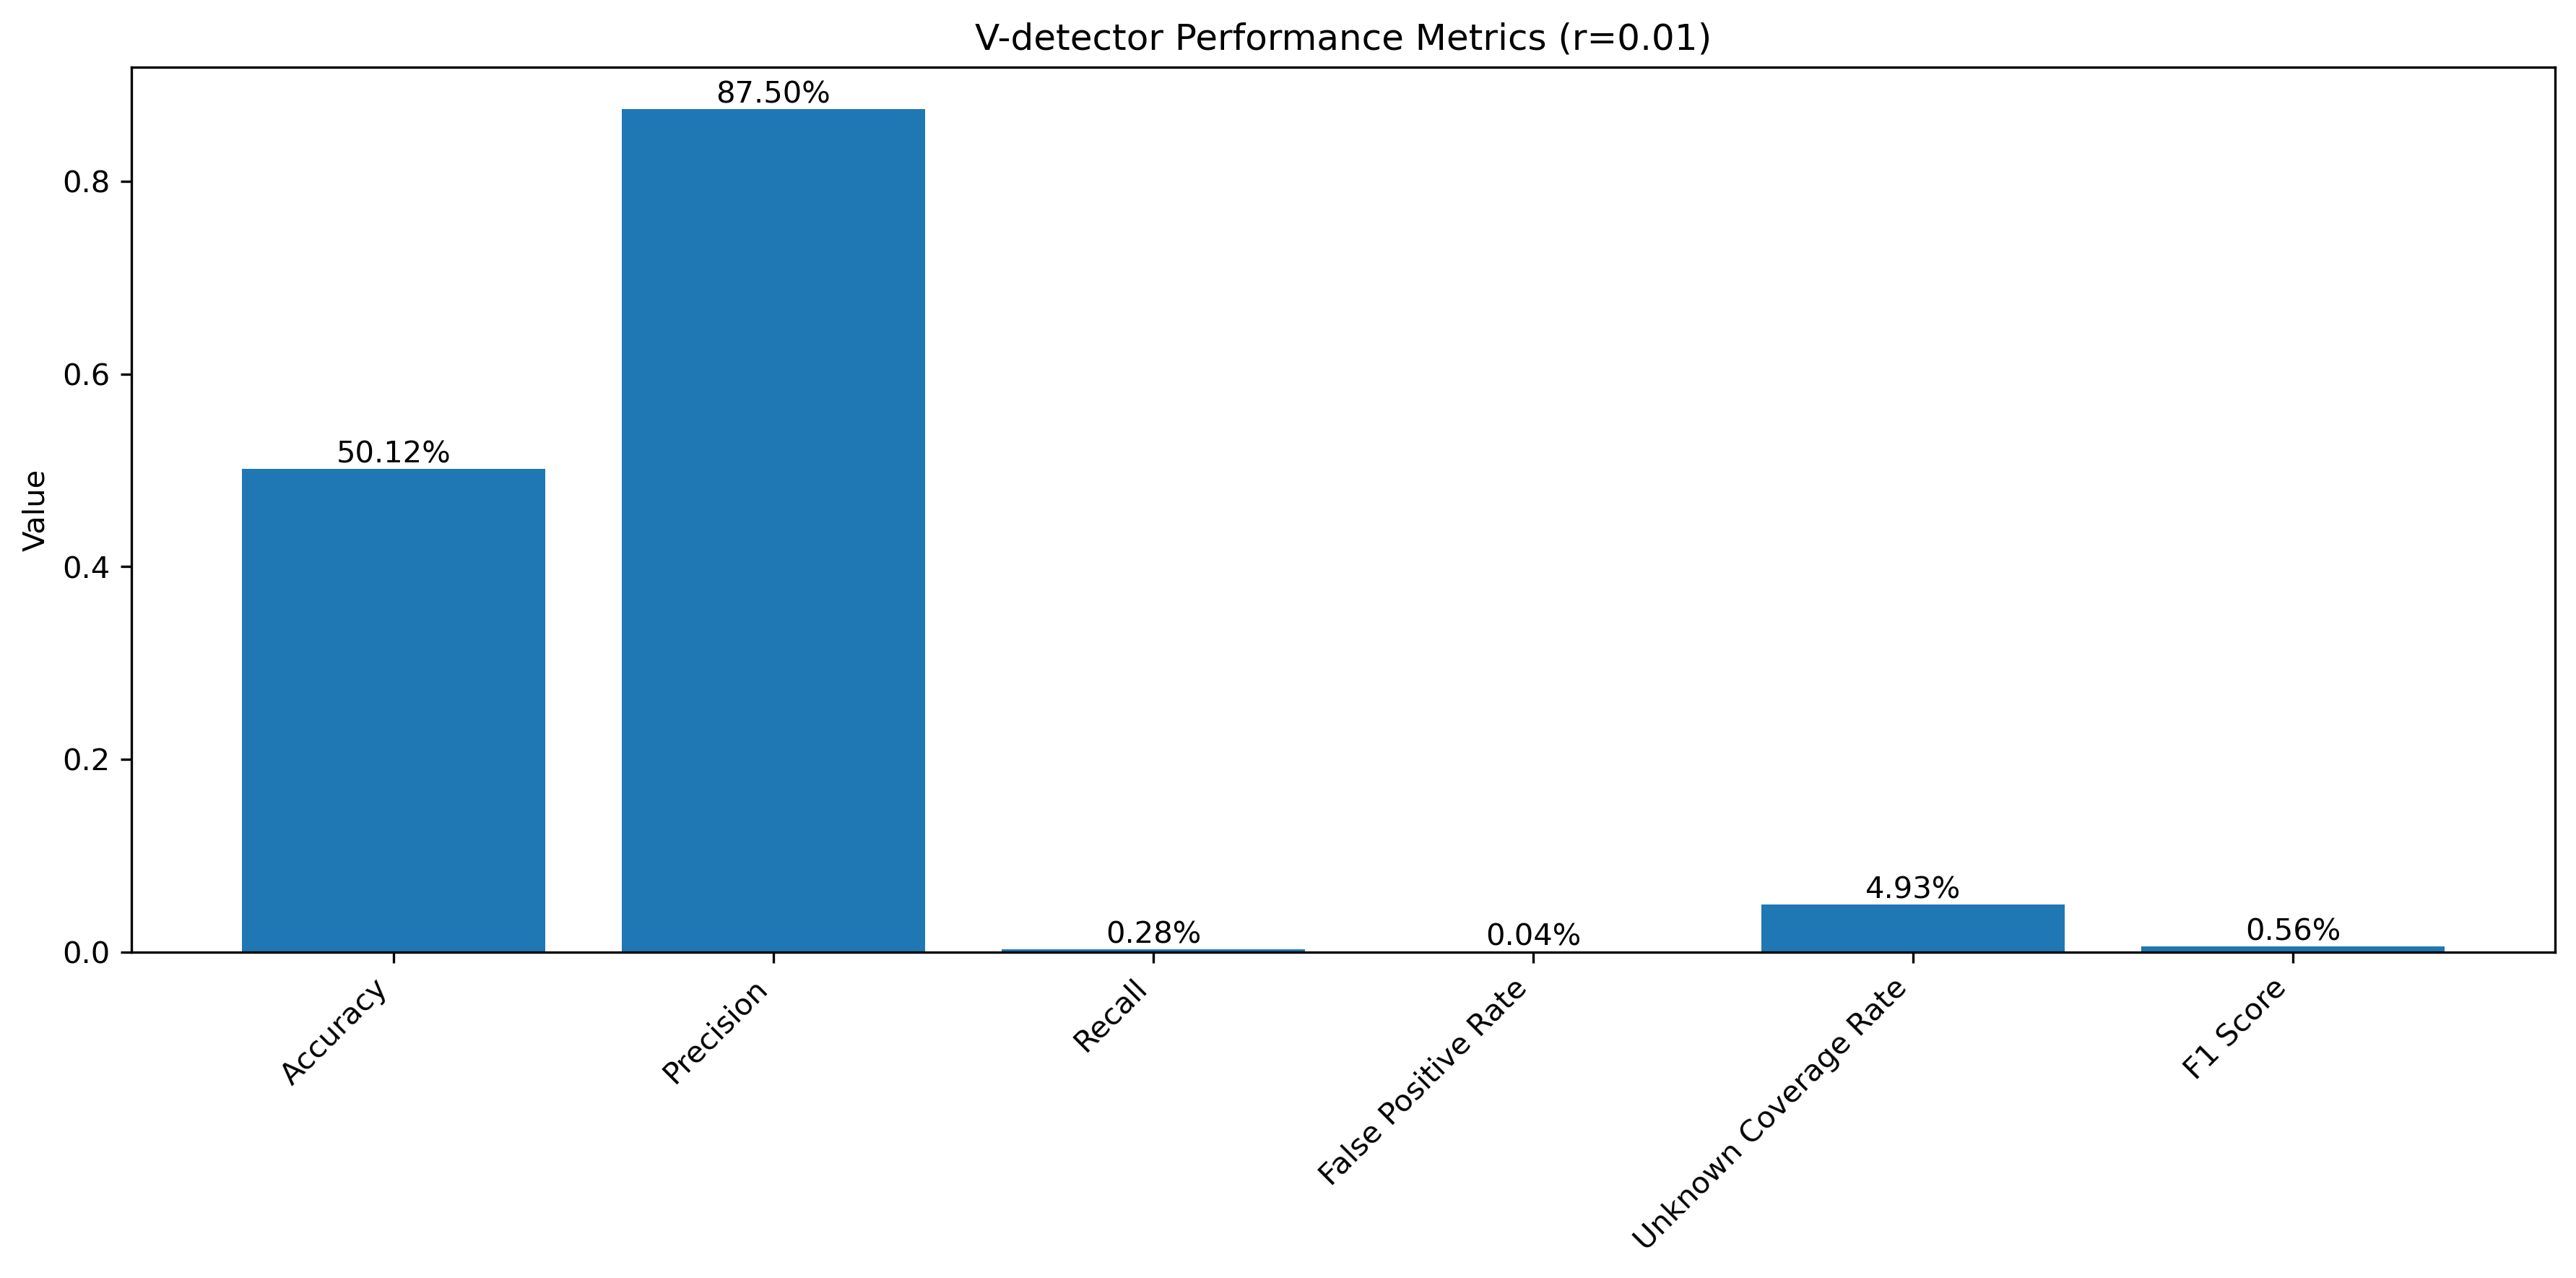 V-detector Performance Metrics (r=0.01)
Value
0.8
0.6
0.4
0.2
0.0
50.12%
87.50%
0.28%
0.04%
4.93%
0.56%
Accuracy
Precision
Recall
False Positive Rate
Unknown Coverage Rate
F1 Score